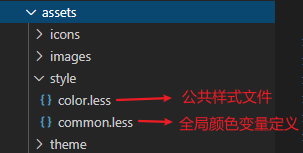 assets
icons
images
style
{} color.less 公共样式文件
{} common.less 全局颜色变量定义
theme